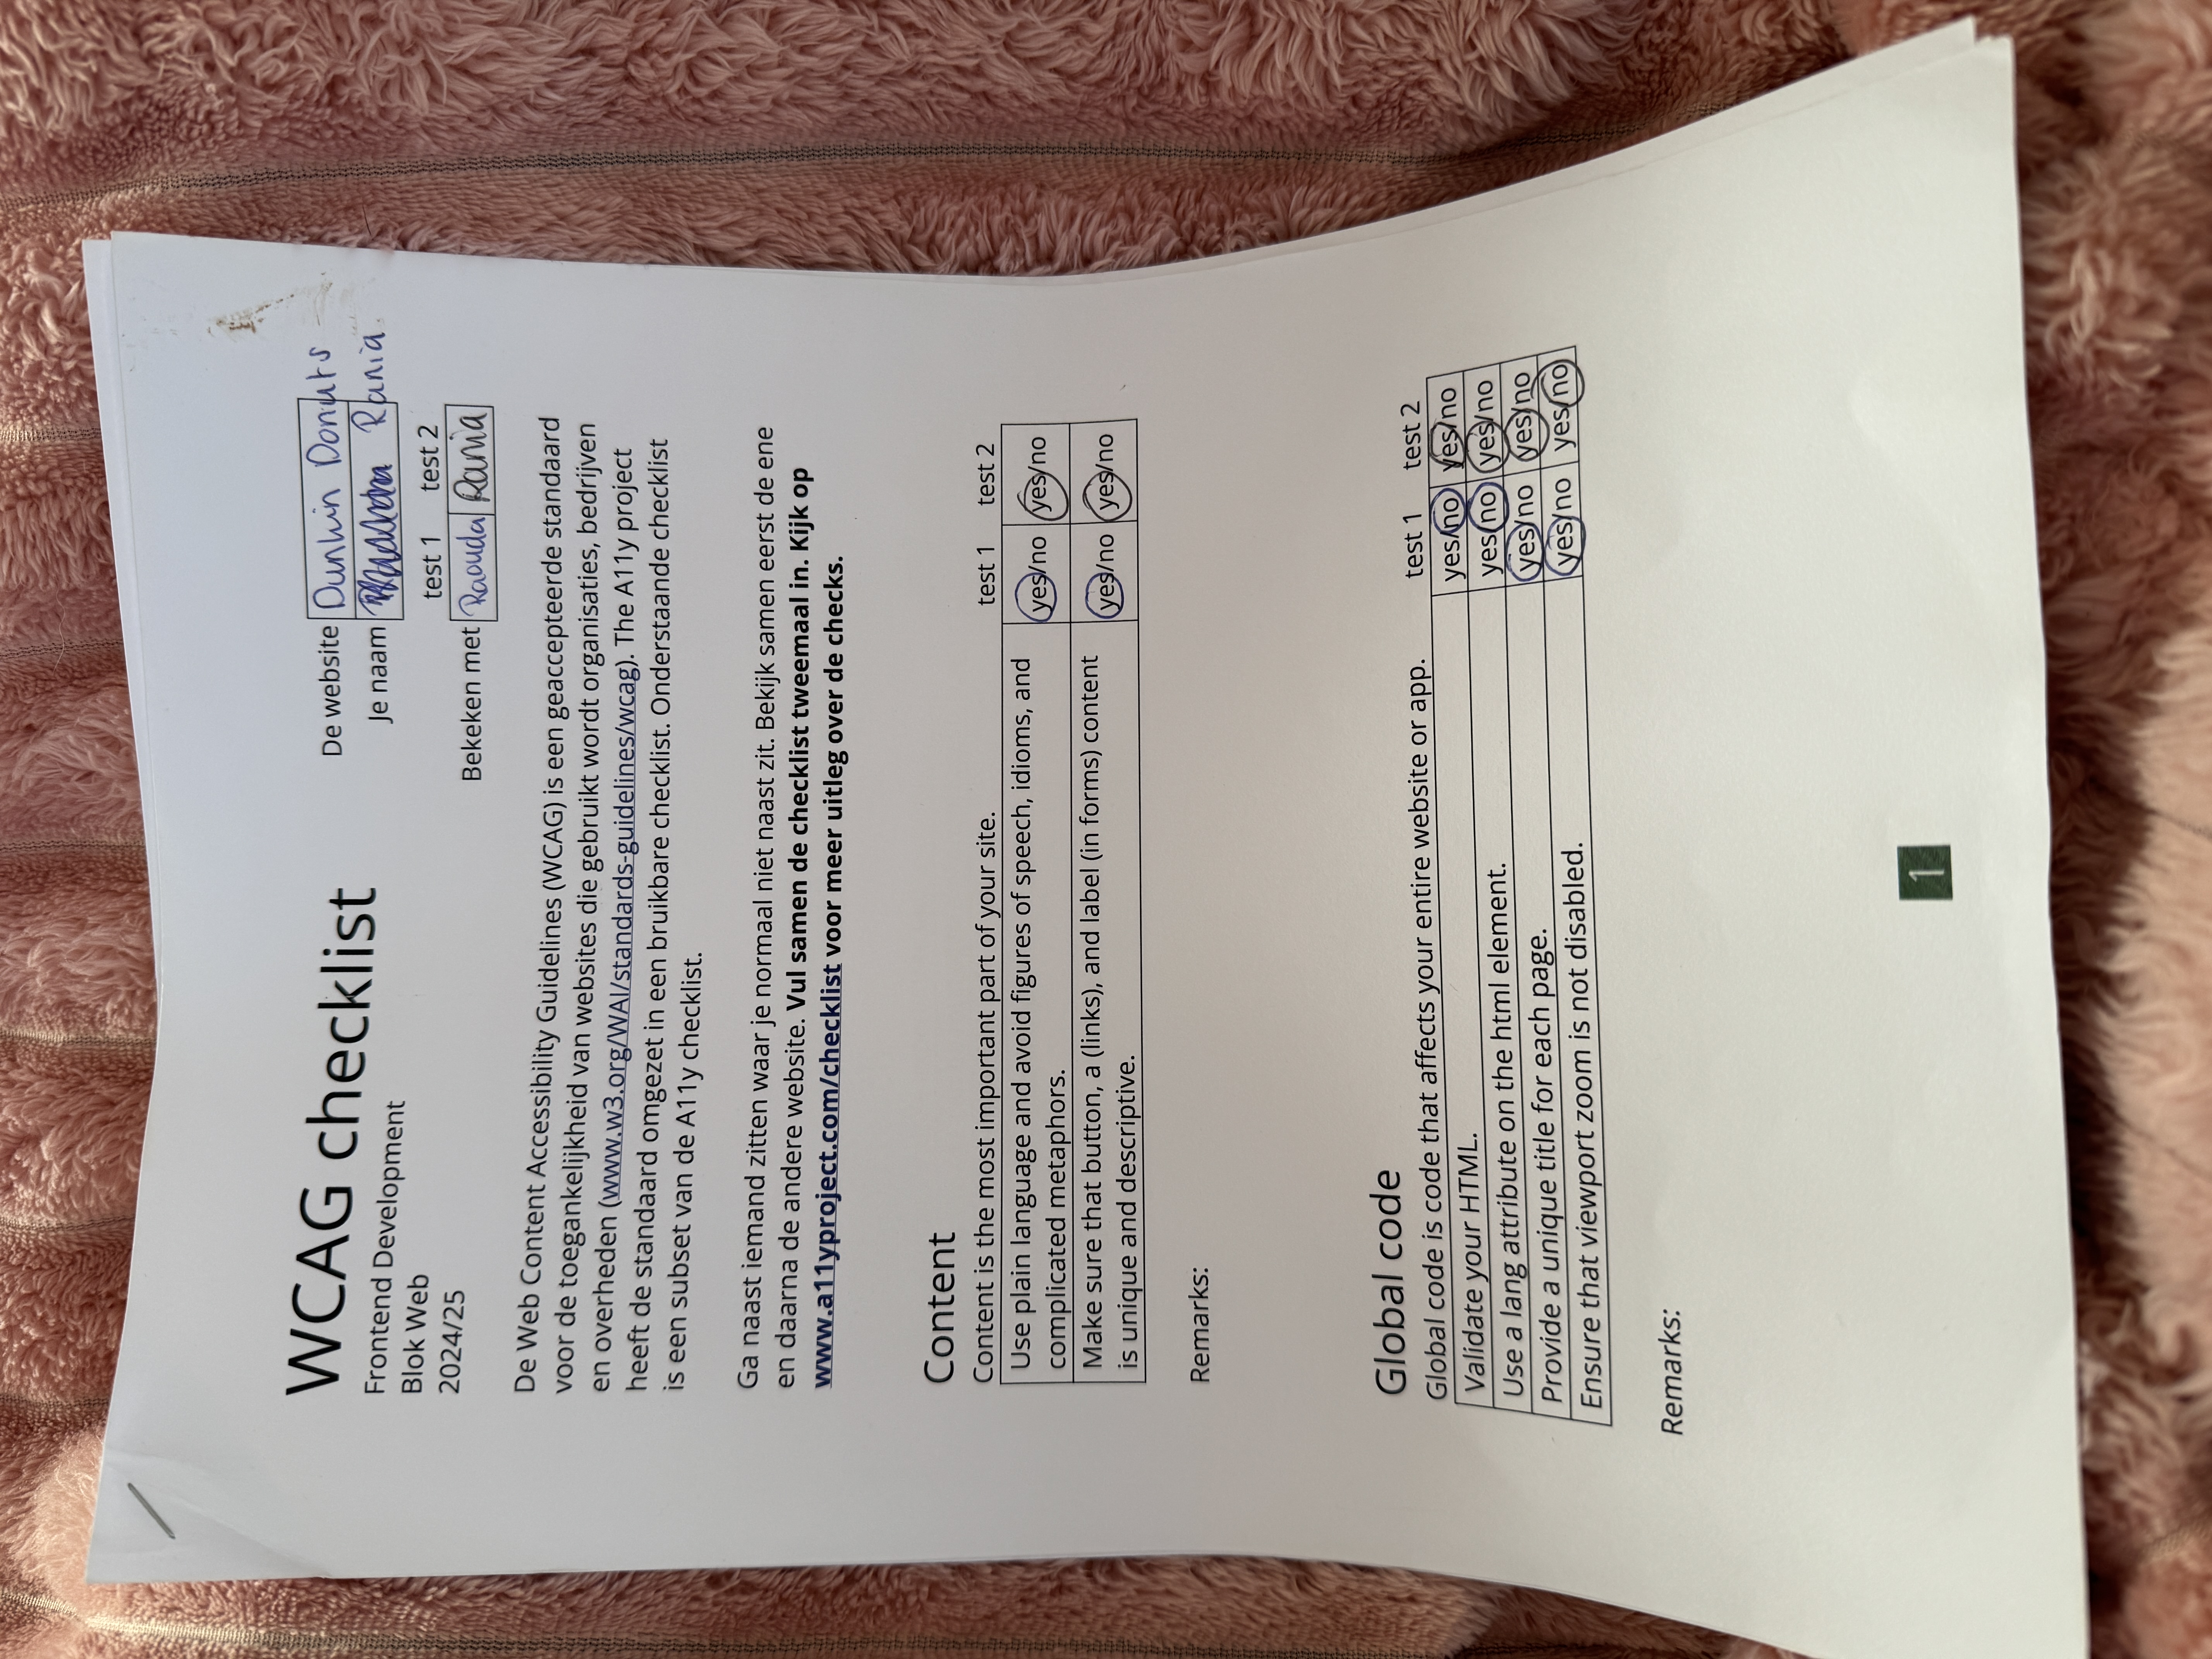 WCAG checklist
Frontend Development
Blok Web
2024/25
De website Dunkin Donuts
Je naam Rania
test 1 test 2
Bekeken met Raouda Rania
De Web Content Accessibility Guidelines (WCAG) is een geaccepteerde standaard
voor de toegankelijkheid van websites die gebruikt wordt organisaties, bedrijven
en overheden (www.w3.org/WAI/standards-guidelines/wcag). The A11y project
heeft de standaard omgezet in een bruikbare checklist. Onderstaande checklist
is een subset van de A11y checklist.
Ga naast iemand zitten waar je normaal niet naast zit. Bekijk samen eerst de ene
en daarna de andere website. Vul samen de checklist tweemaal in. Kijk op
www.a11yproject.com/checklist voor meer uitleg over de checks.
Content
Content is the most important part of your site. test 1 test 2
Use plain language and avoid figures of speech, idioms, and
complicated metaphors. yes/no yes/no
Make sure that button, a (links), and label (in forms) content
is unique and descriptive. yes/no yes/no
Remarks:
Global code
Global code is code that affects your entire website or app. test 1 test 2
Validate your HTML. yes/no yes/no
Use a lang attribute on the html element. yes/no yes/no
Provide a unique title for each page. yes/no yes/no
Ensure that viewport zoom is not disabled. yes/no yes/no
Remarks:
1